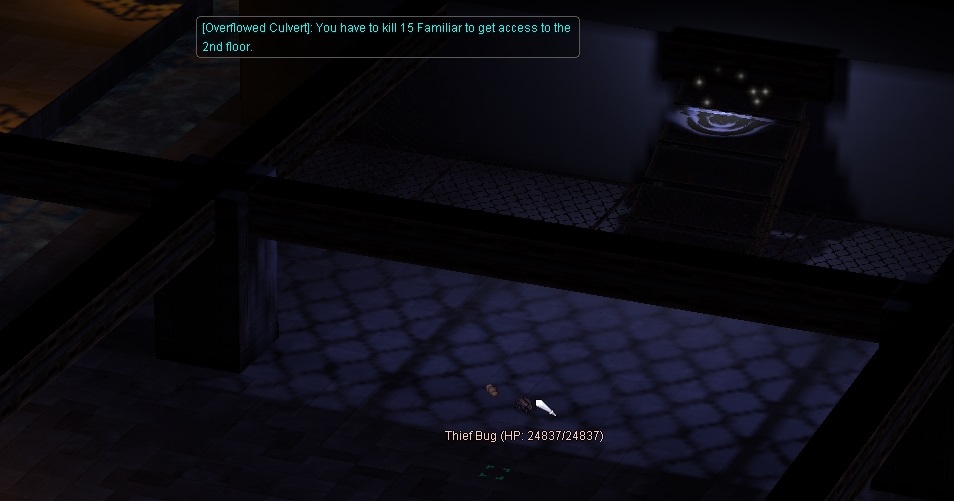 [Overflowed Culvert]: You have to kill 15 Familiar to get access to the
2nd floor.
Thief Bug (HP: 24837/24837)